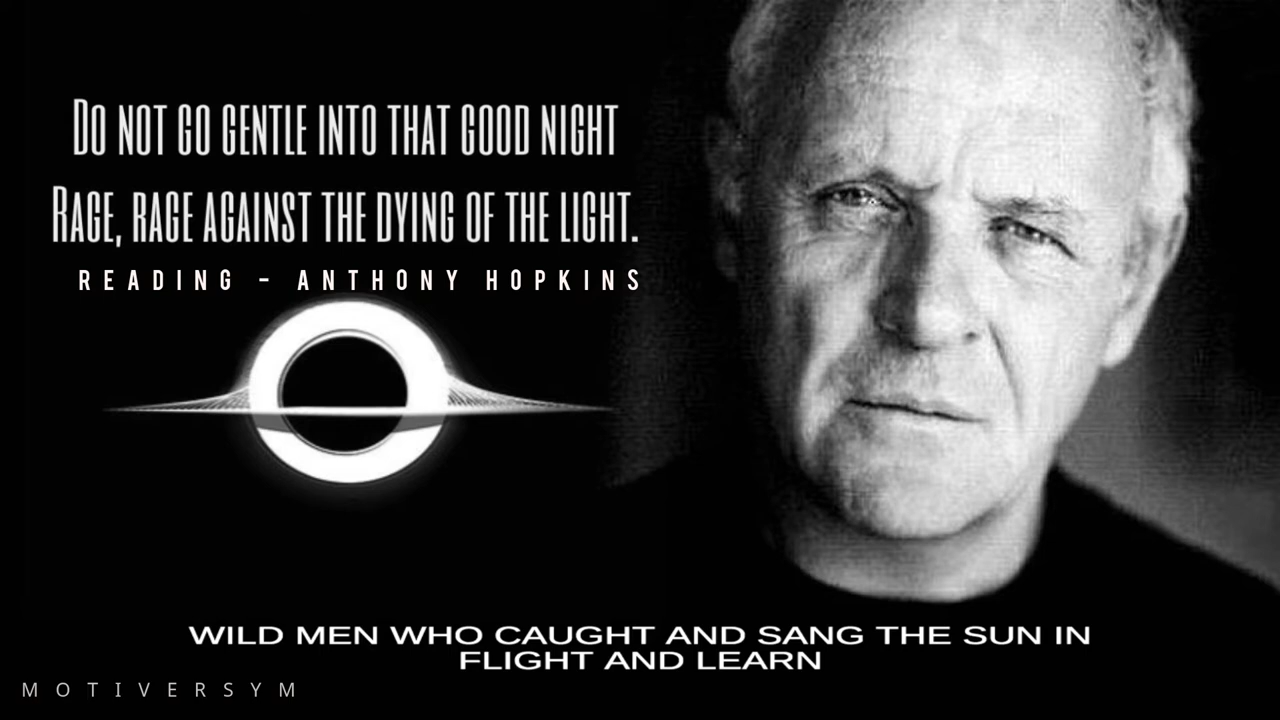 DO NOT GO GENTLE INTO THAT GOOD NIGHT
RAGE, RAGE AGAINST THE DYING OF THE LIGHT.
READING - ANTHONY HOPKINS
WILD MEN WHO CAUGHT AND SANG THE SUN IN
FLIGHT AND LEARN
MOTIVERSYM